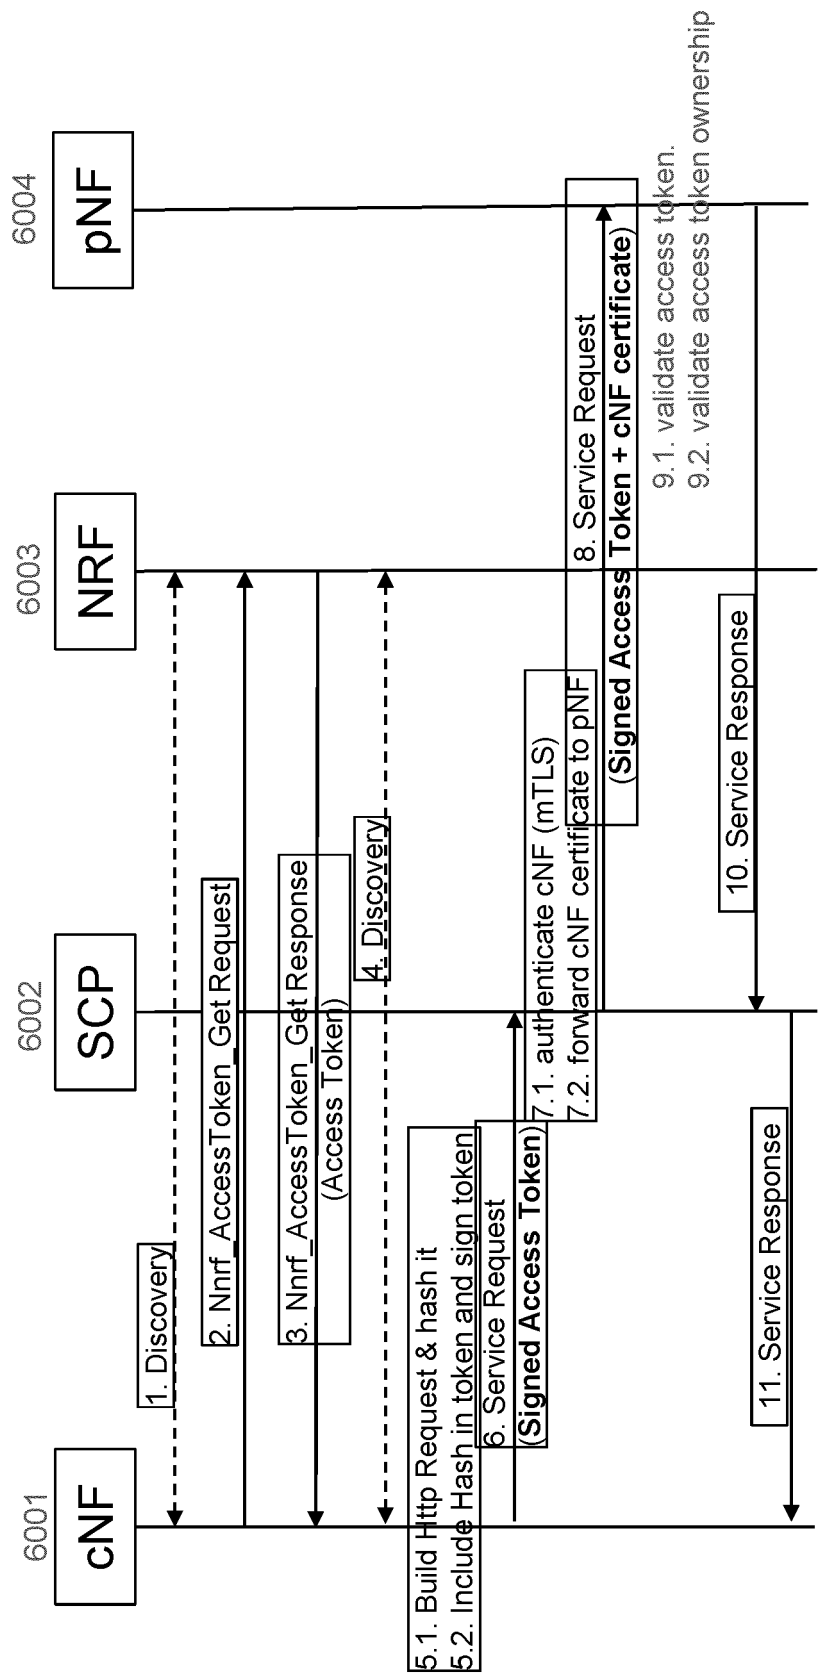 6001
6002
6003
6004
cNF
SCP
NRF
pNF
1. Discovery
2. Nnrf_AccessToken_Get Request
3. Nnrf_AccessToken_Get Response
(Access Token)
4. Discovery
5.1. Build Http Request & hash it
5.2. Include Hash in token and sign token
6. Service Request
(Signed Access Token)
7.1. authenticate cNF (mTLS)
7.2. forward cNF certificate to pNF
8. Service Request
(Signed Access Token + cNF certificate)
9.1. validate access token.
9.2. validate access token ownership
10. Service Response
11. Service Response